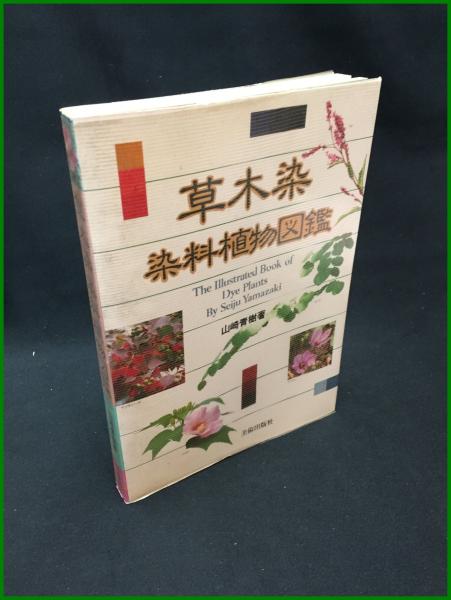 草木染
染料植物図鑑
The Illustrated Book of
Dye Plants
By Seiju Yamazaki
山崎青樹著
美術出版社